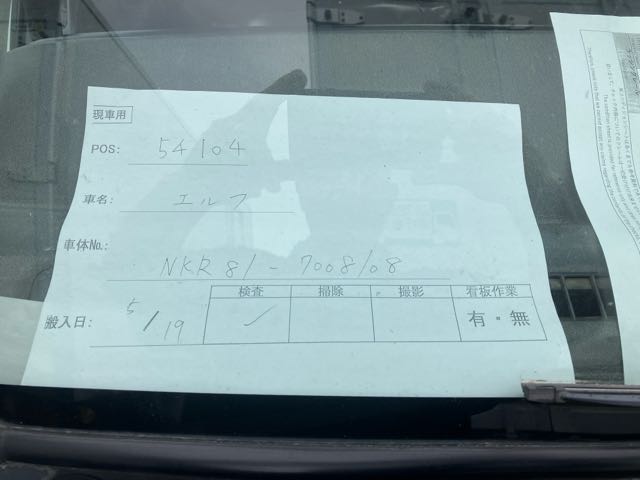 現車用
POS: 54104
車名: エルフ
車体No.: NKR81-7008108
搬入日: 5/19
検査 掃除 撮影 看板作業
✓ 有・無